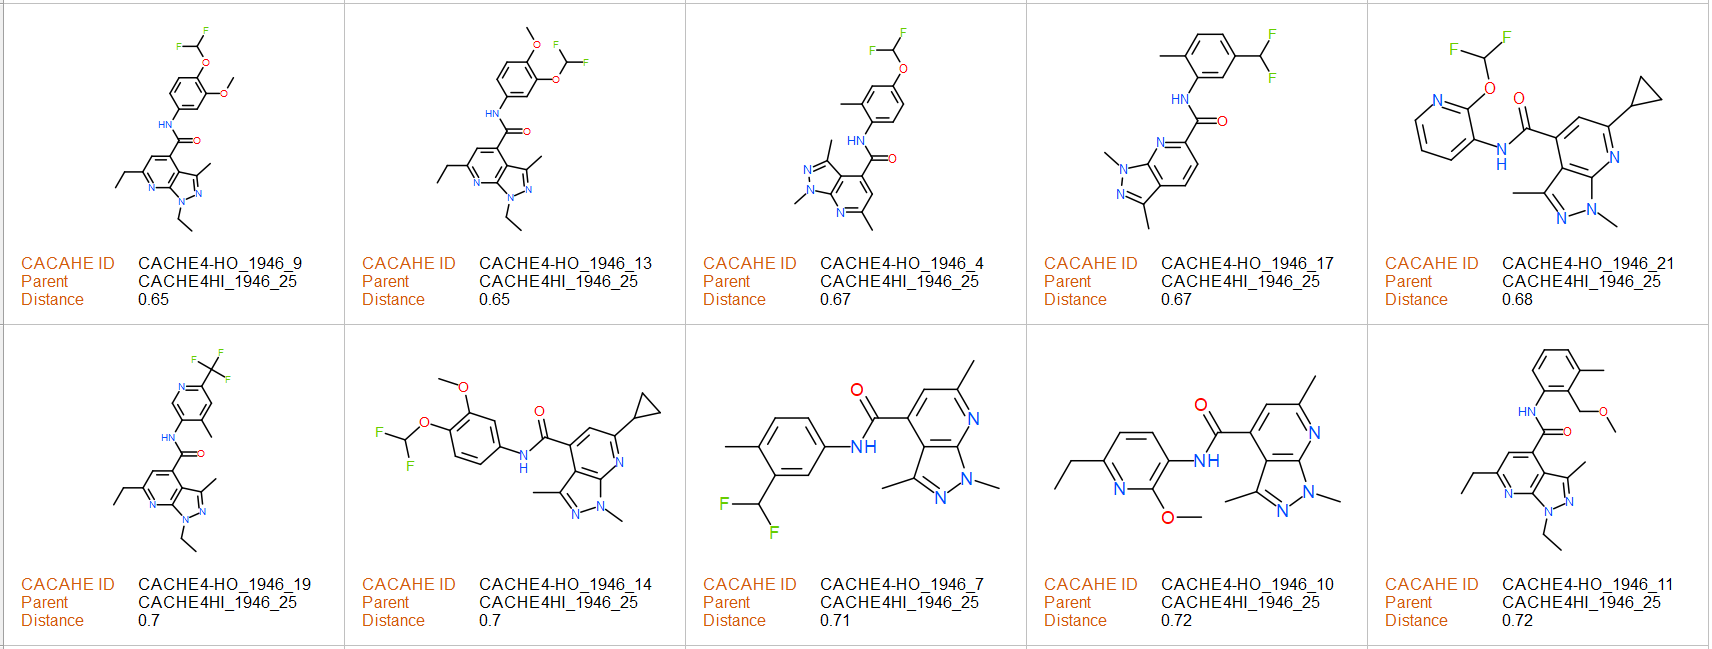 CACAHE ID CACHE4-HO_1946_9
Parent CACHE4HI_1946_25
Distance 0.65
CACAHE ID CACHE4-HO_1946_13
Parent CACHE4HI_1946_25
Distance 0.65
CACAHE ID CACHE4-HO_1946_4
Parent CACHE4HI_1946_25
Distance 0.67
CACAHE ID CACHE4-HO_1946_17
Parent CACHE4HI_1946_25
Distance 0.67
CACAHE ID CACHE4-HO_1946_21
Parent CACHE4HI_1946_25
Distance 0.68
CACAHE ID CACHE4-HO_1946_19
Parent CACHE4HI_1946_25
Distance 0.7
CACAHE ID CACHE4-HO_1946_14
Parent CACHE4HI_1946_25
Distance 0.7
CACAHE ID CACHE4-HO_1946_7
Parent CACHE4HI_1946_25
Distance 0.71
CACAHE ID CACHE4-HO_1946_10
Parent CACHE4HI_1946_25
Distance 0.72
CACAHE ID CACHE4-HO_1946_11
Parent CACHE4HI_1946_25
Distance 0.72